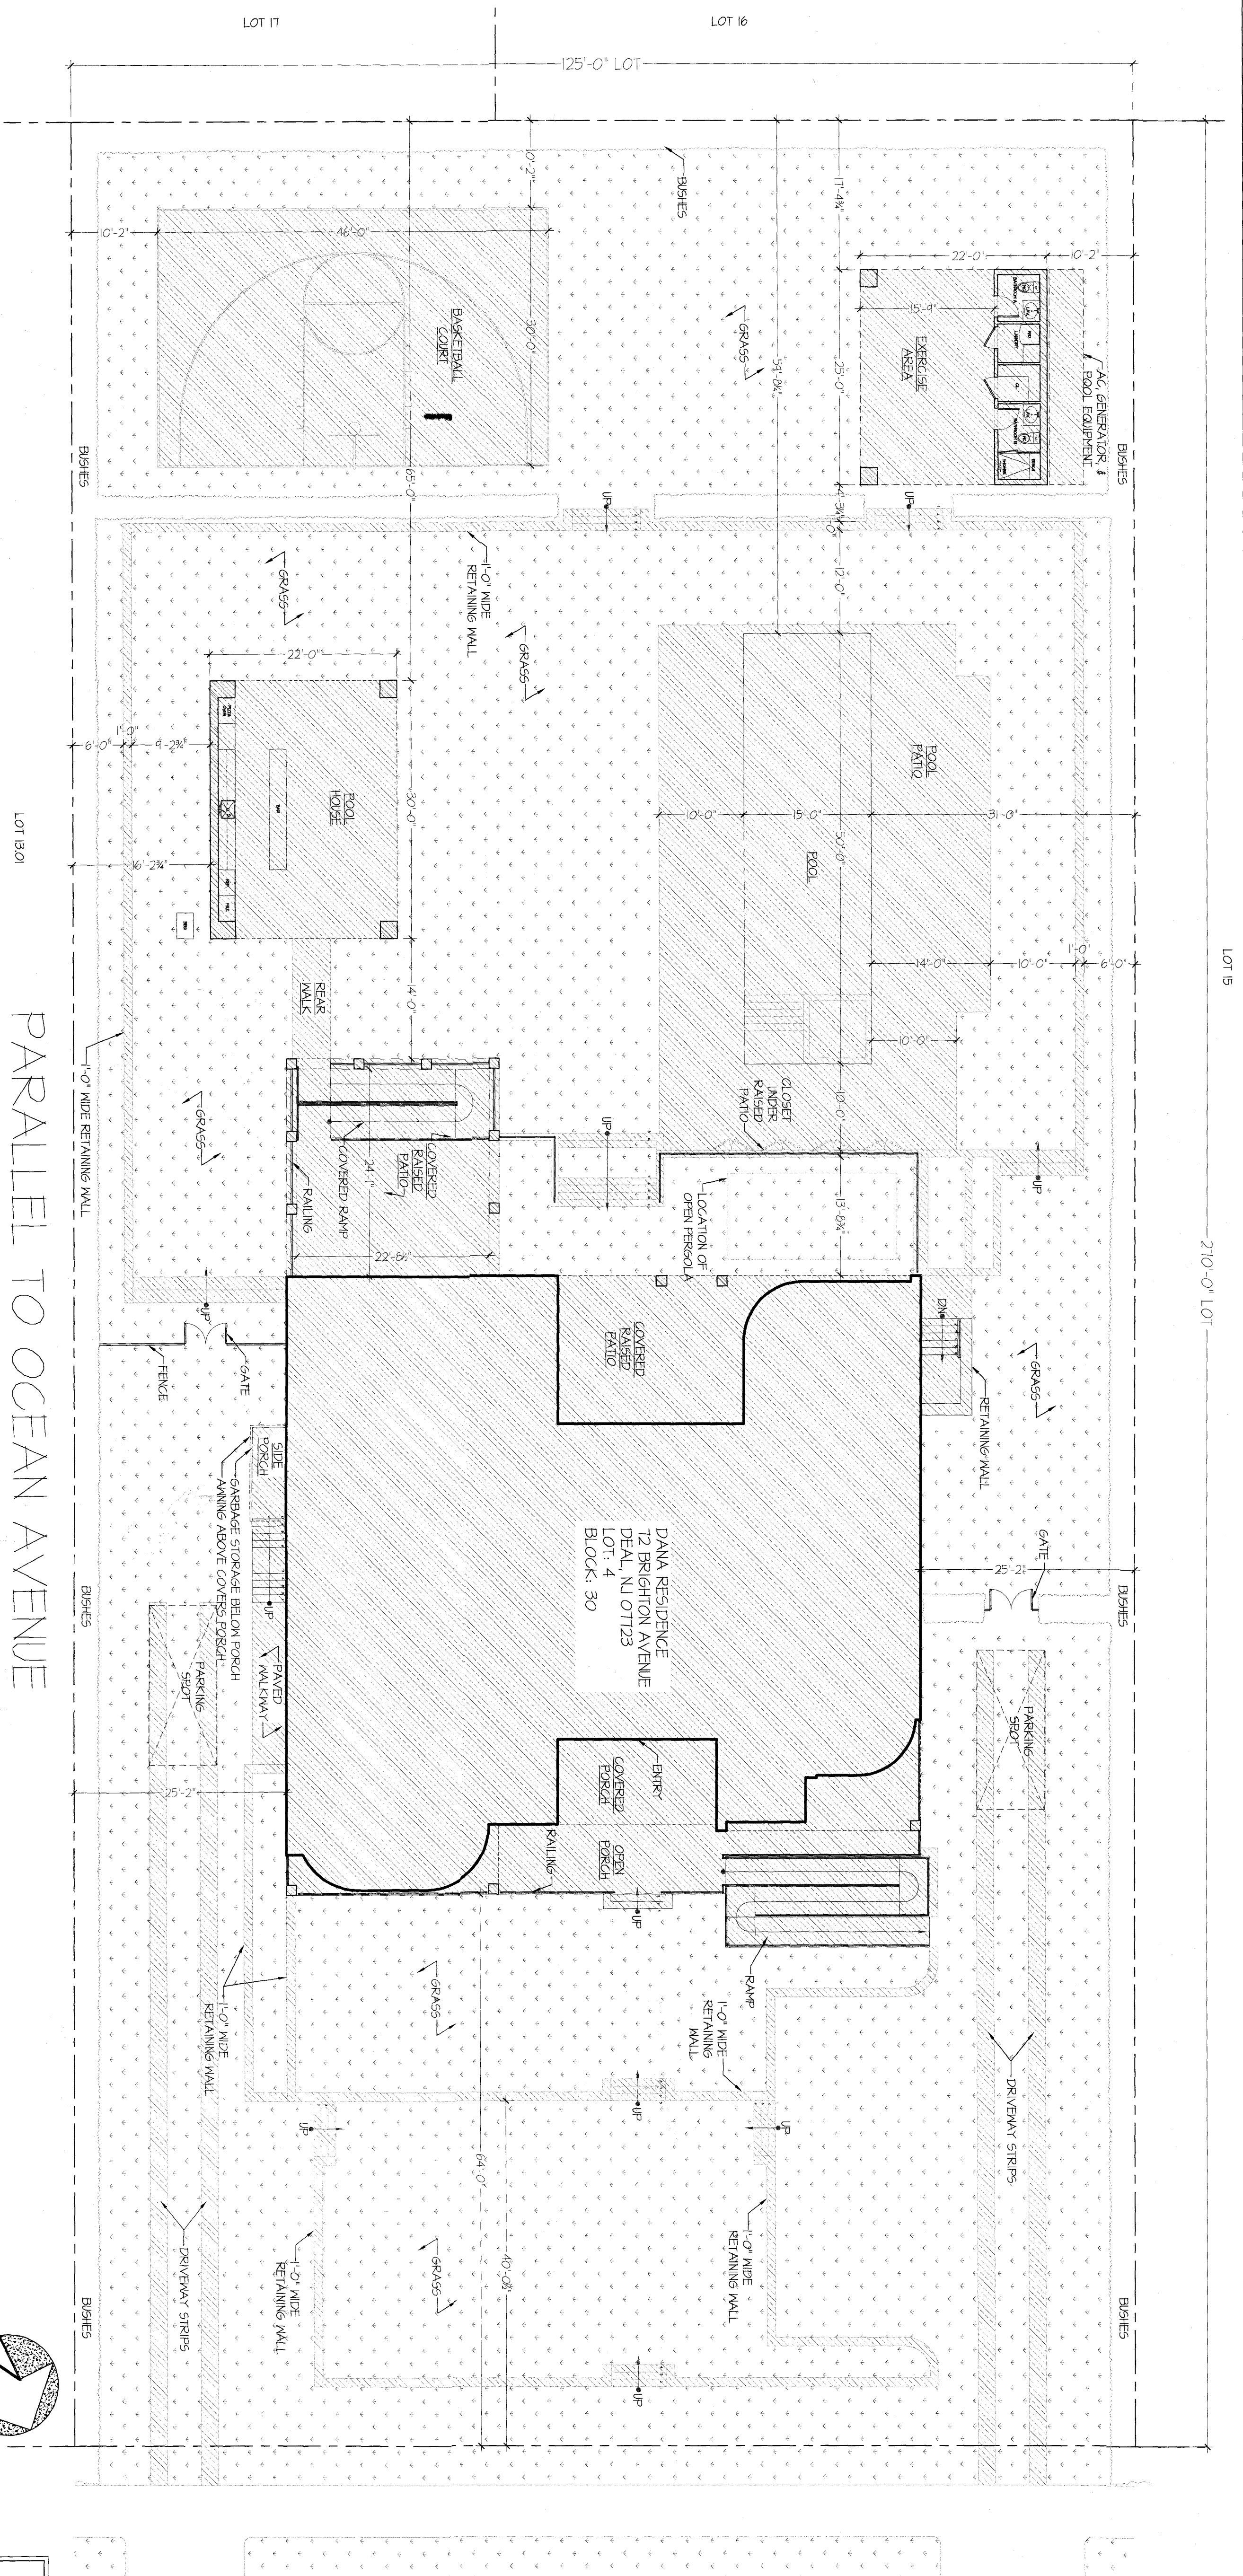 LOT 17
LOT 16
125'-0" LOT
BUSHES
10'-2"
17'-4¾"
10'-2"
46'-0"
22'-0"
10'-2"
15'-9"
30'-0"
BASKETBALL
COURT
GRASS
59'-8¼"
25'-0"
EXERCISE
AREA
AC, GENERATOR, &
POOL EQUIPMENT
BUSHES
BUSHES
65'-0"
UP
UP
4'-3¼"
1'-0"
12'-0"
1'-0" WIDE
RETAINING WALL
GRASS
GRASS
22'-0"
6'-0"
1'-0"
9'-2¾"
BAR
POOL
HOUSE
30'-0"
16'-2¾"
POOL
PATIO
10'-0"
15'-0"
31'-0"
50'-0"
POOL
LOT 13.01
LOT 15
14'-0"
10'-0"
1'-0"
6'-0"
10'-0"
REAR
WALK
14'-0"
1'-0" WIDE RETAINING WALL
GRASS
CLOSET
UNDER
RAISED
PATIO
10'-0"
UP
UP
COVERED
RAISED
PATIO
COVERED RAMP
24'-1"
RAILING
22'-8½"
LOCATION OF
OPEN PERGOLA
13'-8¾"
270'-0" LOT
UP
GATE
FENCE
COVERED
RAISED
PATIO
DN
GRASS
RETAINING WALL
SIDE
PORCH
GARBAGE STORAGE BELOW PORCH
AWNING ABOVE COVERS PORCH
UP
DANA RESIDENCE
72 BRIGHTON AVENUE
DEAL, NJ 07723
LOT: 4
BLOCK: 30
GATE
25'-2"
BUSHES
BUSHES
PARALLEL TO OCEAN AVENUE
PARKING
SPOT
PAVED
WALKWAY
PARKING
SPOT
25'-2"
ENTRY
COVERED
PORCH
OPEN
PORCH
RAILING
UP
RAMP
GRASS
1'-0" WIDE
RETAINING WALL
1'-0" WIDE
RETAINING
WALL
DRIVEWAY STRIPS
UP
UP
UP
64'-0"
40'-0½"
GRASS
1'-0" WIDE
RETAINING WALL
1'-0" WIDE
RETAINING WALL
DRIVEWAY STRIPS
UP
BUSHES
BUSHES